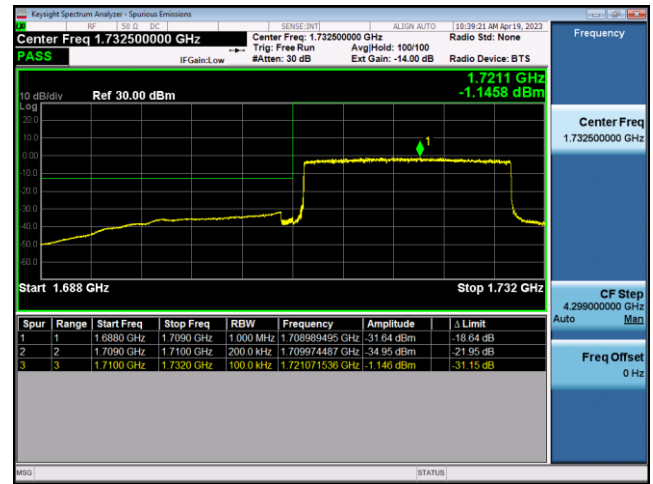 Keysight Spectrum Analyzer - Spurious Emissions
RF 50 Ω DC SENSE:INT ALIGN AUTO 10:39:21 AM Apr 19, 2023
Center Freq 1.732500000 GHz Center Freq: 1.732500000 GHz Radio Std: None Frequency
Trig: Free Run Avg|Hold: 100/100
PASS IFGain:Low #Atten: 30 dB Ext Gain: -14.00 dB Radio Device: BTS
1.7211 GHz
10 dB/div Ref 30.00 dBm -1.1458 dBm
Log
20.0
10.0
0.00
-10.0
-20.0
-30.0
-40.0
-50.0
-60.0
1
Start 1.688 GHz Stop 1.732 GHz
Center Freq
1.732500000 GHz
CF Step
4.299000000 GHz
Auto Man
Freq Offset
0 Hz
Spur Range Start Freq Stop Freq RBW Frequency Amplitude Δ Limit
1 1 1.6880 GHz 1.7090 GHz 1.000 MHz 1.708989495 GHz -31.64 dBm -18.64 dB
2 2 1.7090 GHz 1.7100 GHz 200.0 kHz 1.709974487 GHz -34.95 dBm -21.95 dB
3 3 1.7100 GHz 1.7320 GHz 100.0 kHz 1.721071536 GHz -1.146 dBm -31.15 dB
MSG STATUS